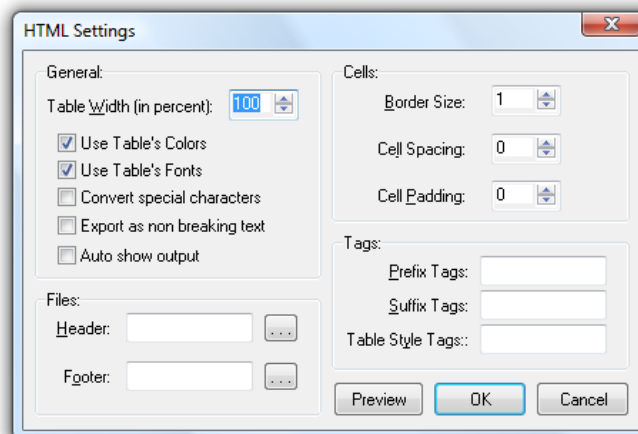 HTML Settings
General:
Table Width (in percent): 100
Use Table's Colors
Use Table's Fonts
Convert special characters
Export as non breaking text
Auto show output
Files:
Header: ...
Footer: ...
Cells:
Border Size: 1
Cell Spacing: 0
Cell Padding: 0
Tags:
Prefix Tags:
Suffix Tags:
Table Style Tags::
Preview OK Cancel